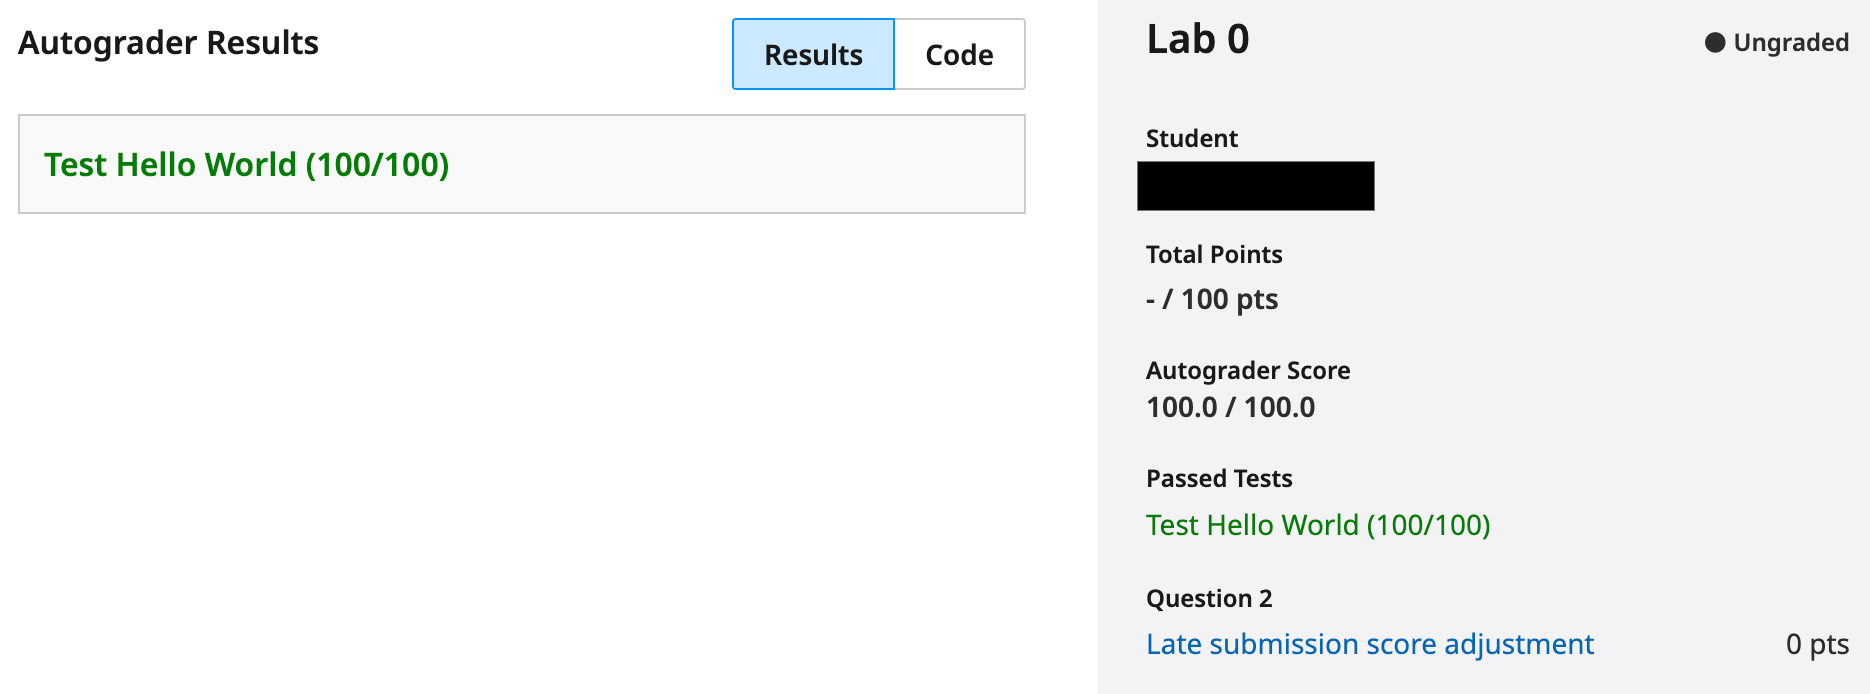 Autograder Results
Results
Code
Test Hello World (100/100)
Lab 0
Ungraded
Student
Total Points
- / 100 pts
Autograder Score
100.0 / 100.0
Passed Tests
Test Hello World (100/100)
Question 2
Late submission score adjustment
0 pts